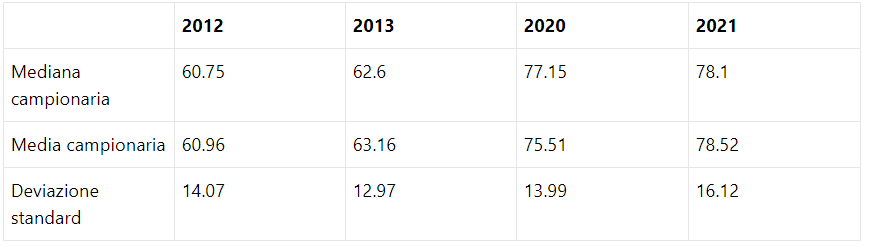 2012 2013 2020 2021
Mediana 60.75 62.6 77.15 78.1
campionaria
Media campionaria 60.96 63.16 75.51 78.52
Deviazione 14.07 12.97 13.99 16.12
standard